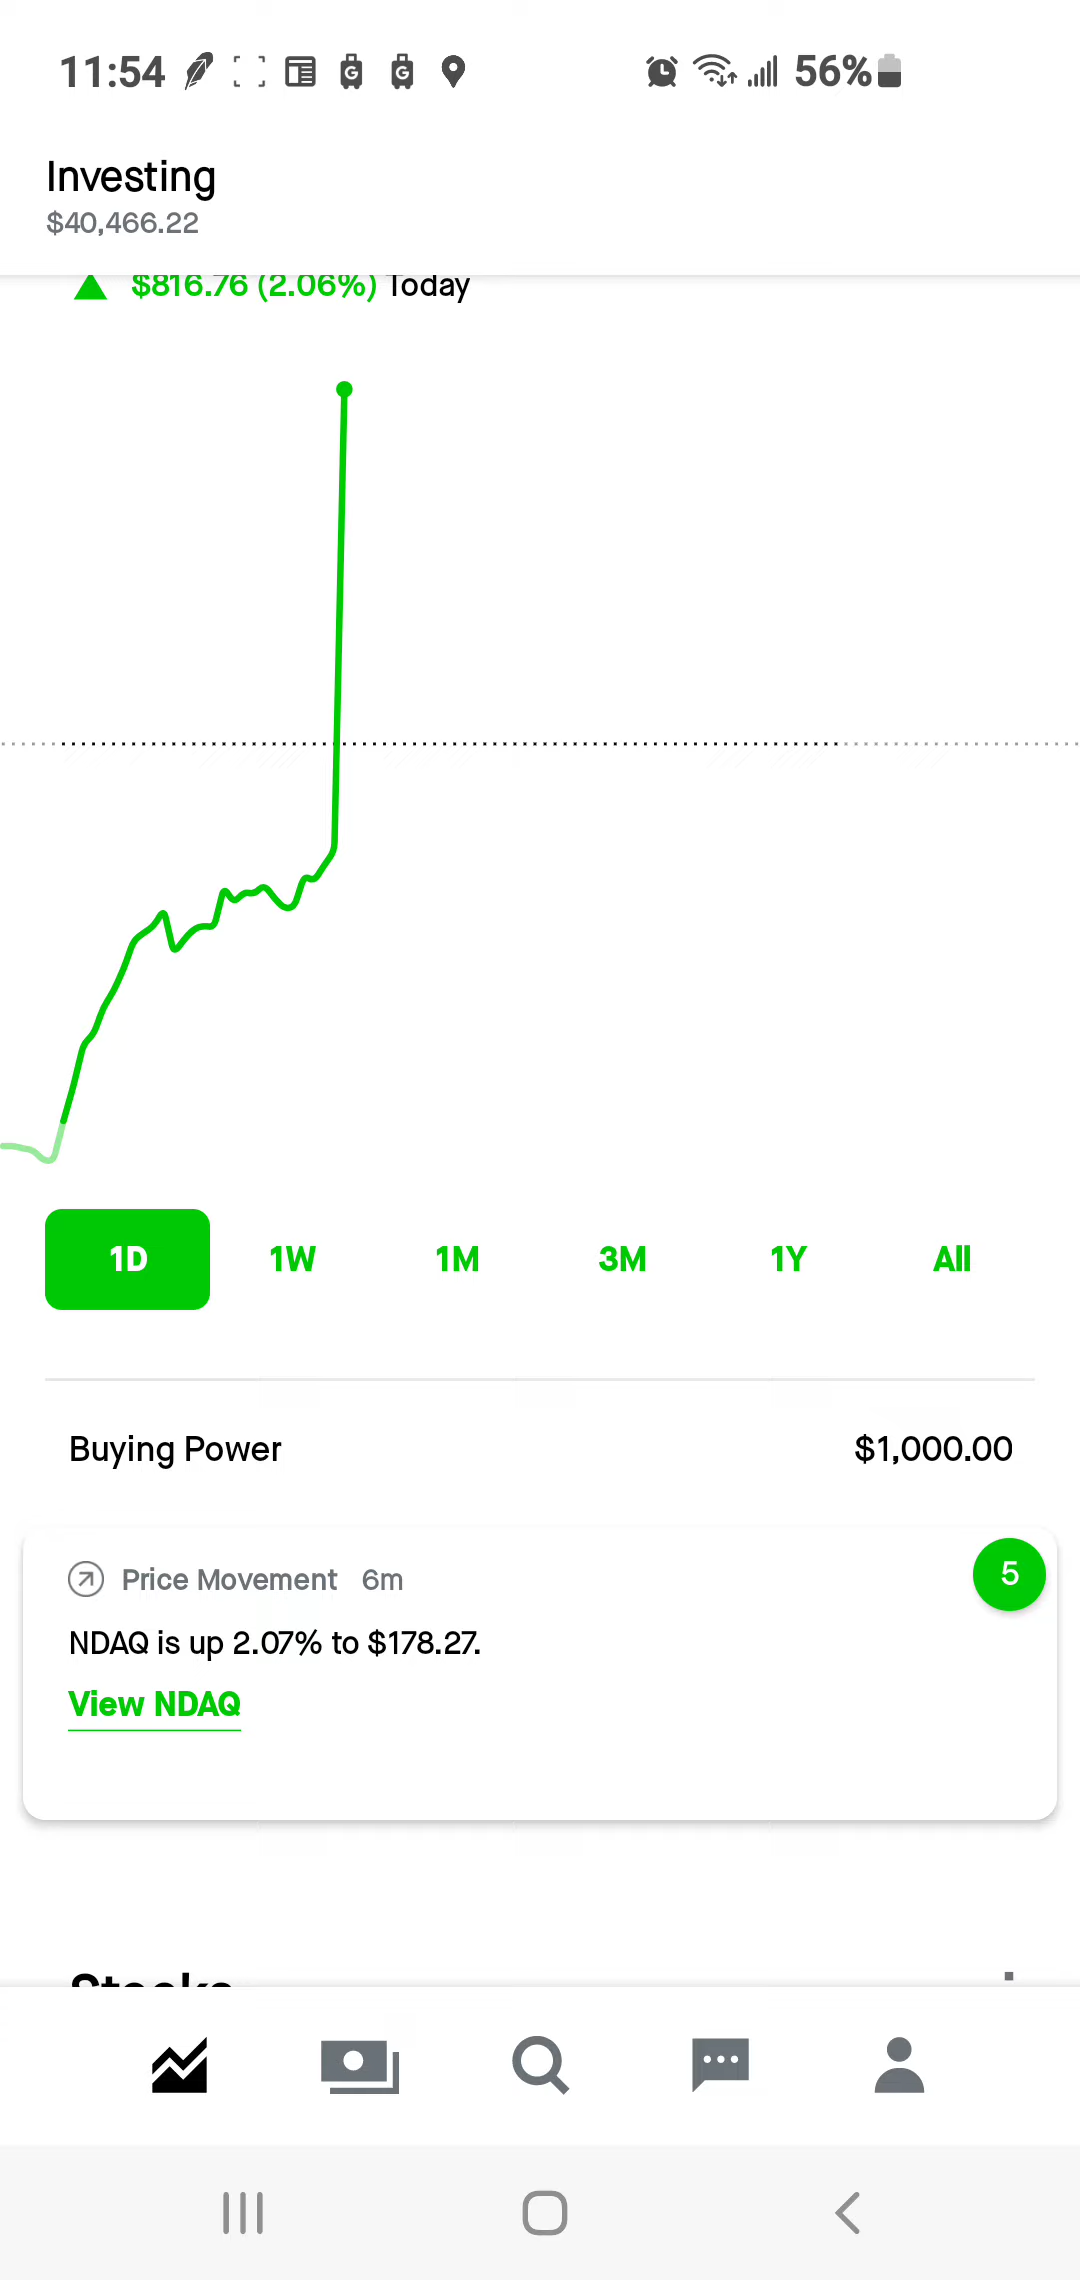 11:54
56%
Investing
$40,466.22
$816.76 (2.06%) Today
1D 1W 1M 3M 1Y All
Buying Power $1,000.00
Price Movement 6m
5
NDAQ is up 2.07% to $178.27.
View NDAQ
Stocks